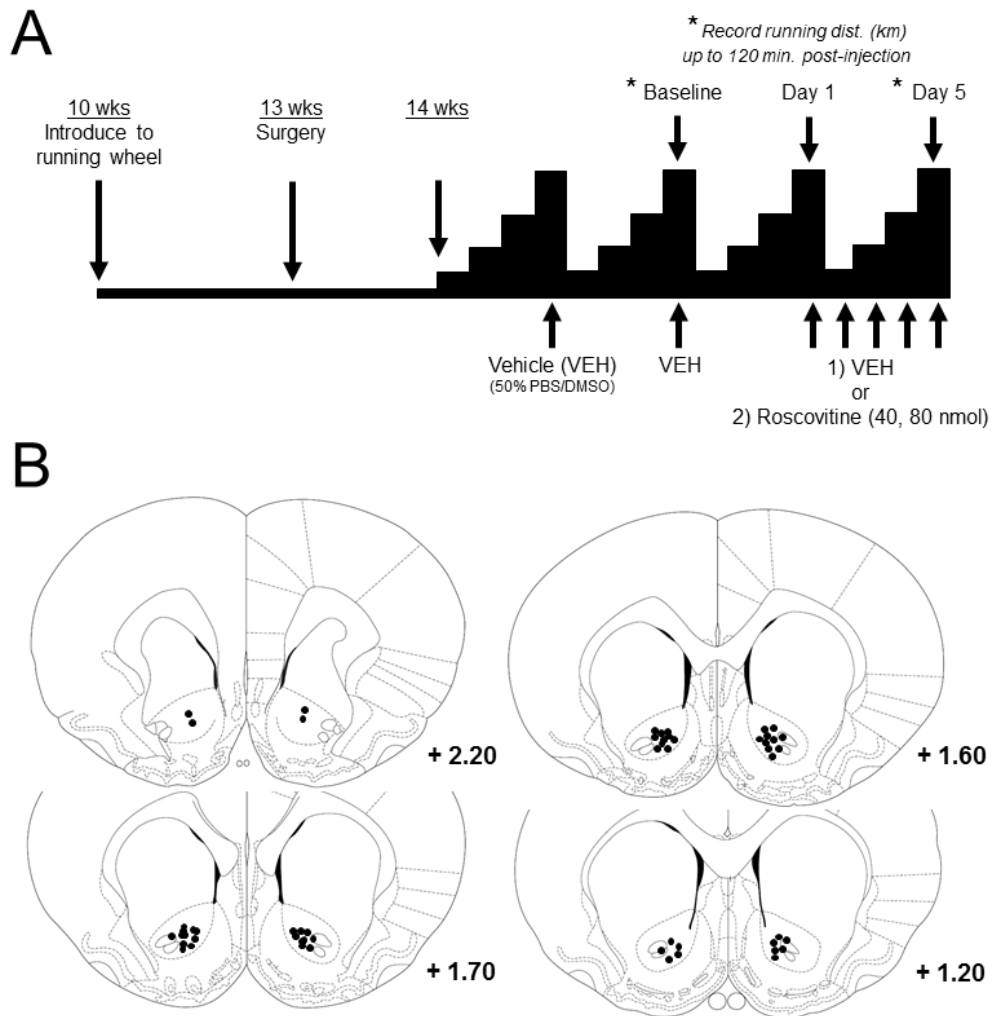 A
* Record running dist. (km)
up to 120 min. post-injection
10 wks
Introduce to
running wheel
13 wks
Surgery
14 wks
* Baseline
Day 1
* Day 5
Vehicle (VEH)
(50% PBS/DMSO)
VEH
1) VEH
or
2) Roscovitine (40, 80 nmol)
B
+ 2.20
+ 1.60
+ 1.70
+ 1.20